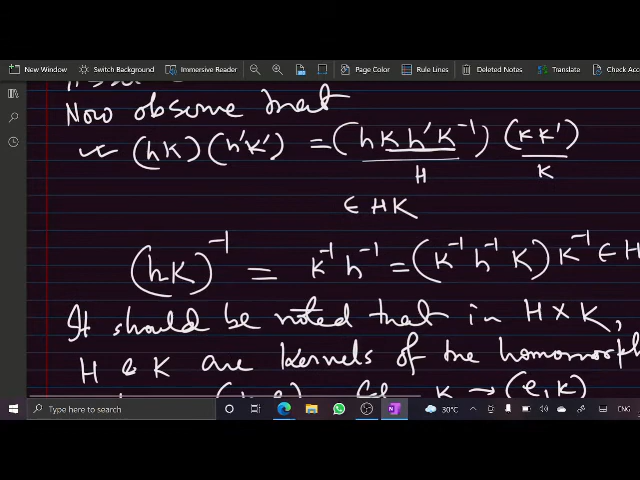 New Window Switch Background Immersive Reader Page Color Rule Lines Deleted Notes Translate Check Acce
Now observe that
(hk)(h'k') = (hkh'k⁻¹) (kk')
H K
∈ HK
(hk)⁻¹ = k⁻¹h⁻¹ = (k⁻¹h⁻¹k)k⁻¹ ∈ H
It should be noted that in H × K,
H & K are kernels of the homomorph
k → (e, k)
Type here to search 30°C